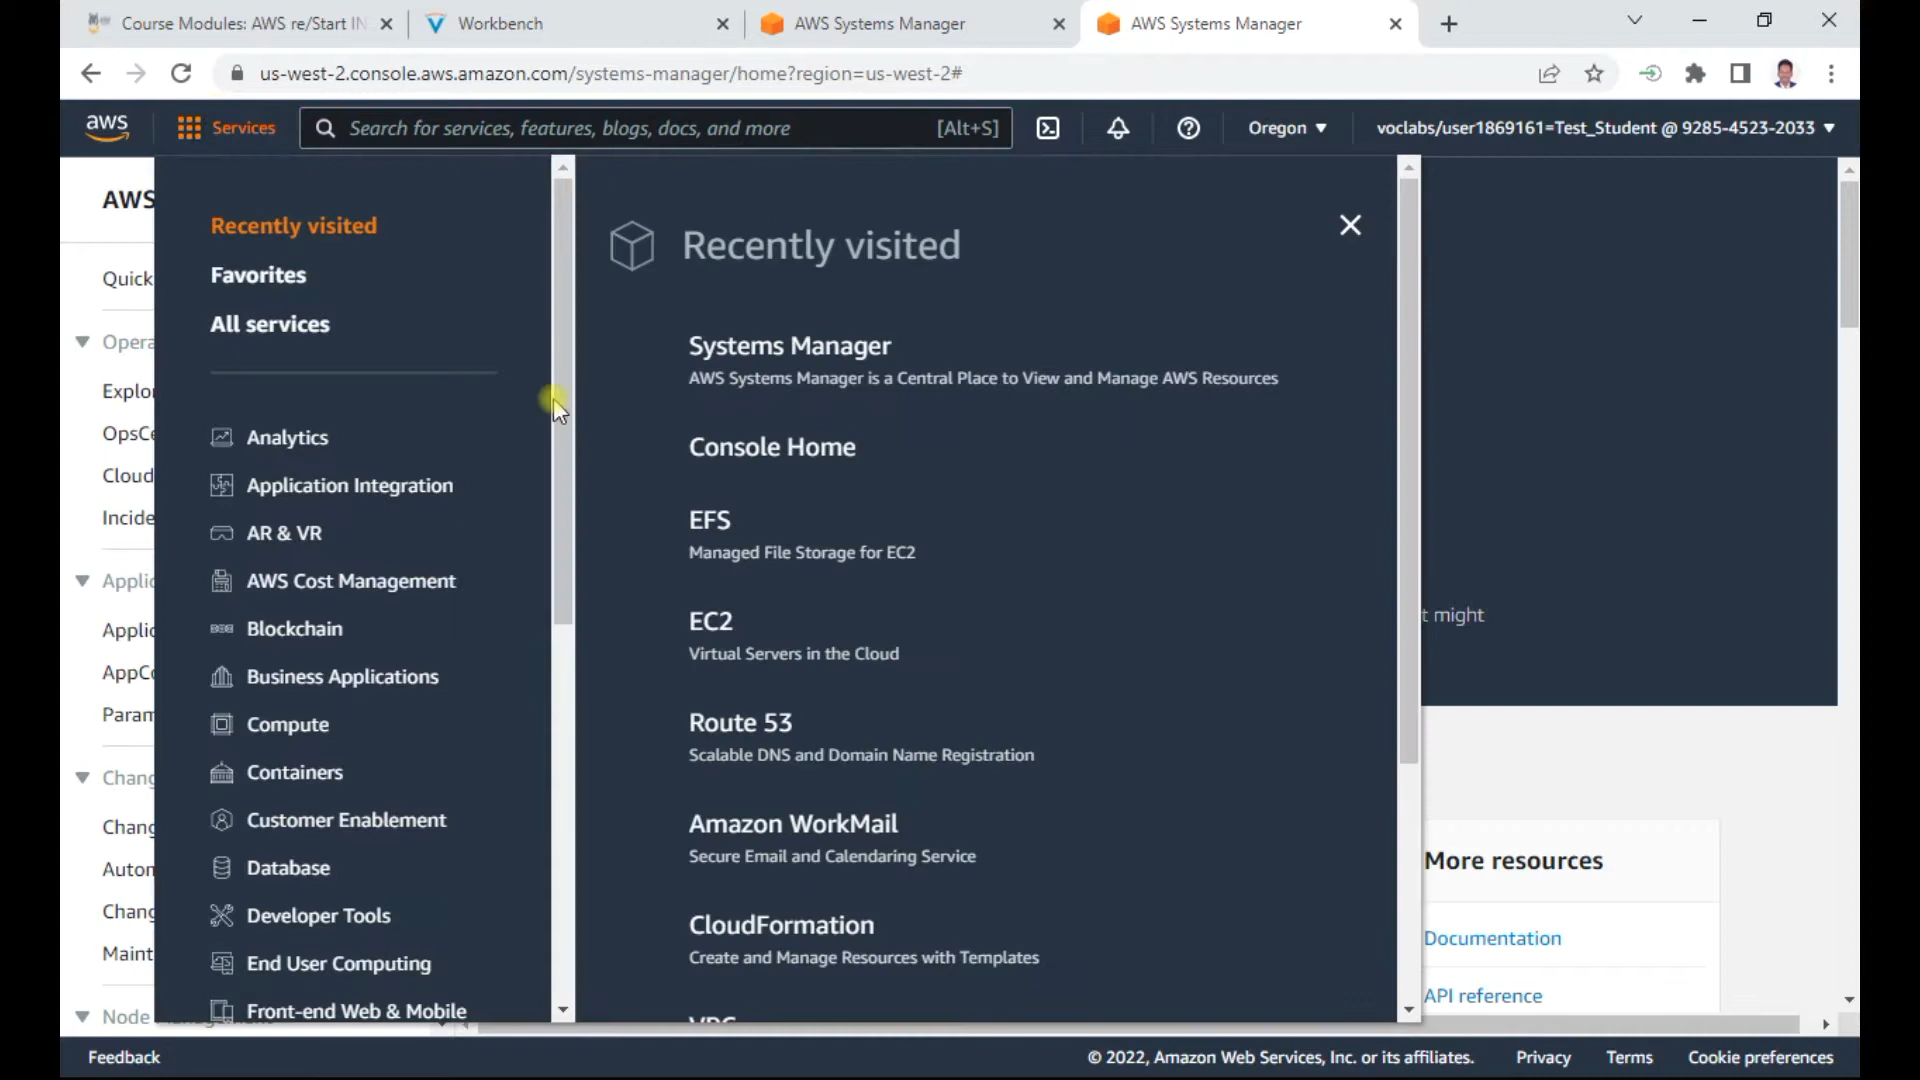 Course Modules: AWS re/Start IN
Workbench
AWS Systems Manager
AWS Systems Manager
us-west-2.console.aws.amazon.com/systems-manager/home?region=us-west-2#
aws
Services
Search for services, features, blogs, docs, and more
[Alt+S]
Oregon
voclabs/user1869161=Test_Student @ 9285-4523-2033
AWS
Quick
Opera
Explor
OpsCe
Cloud
Incide
Applic
Applic
AppCo
Param
Chang
Chang
Auton
Chang
Maint
Node
Recently visited
Favorites
All services
Analytics
Application Integration
AR & VR
AWS Cost Management
Blockchain
Business Applications
Compute
Containers
Customer Enablement
Database
Developer Tools
End User Computing
Front-end Web & Mobile
Recently visited
Systems Manager
AWS Systems Manager is a Central Place to View and Manage AWS Resources
Console Home
EFS
Managed File Storage for EC2
EC2
Virtual Servers in the Cloud
Route 53
Scalable DNS and Domain Name Registration
Amazon WorkMail
Secure Email and Calendaring Service
CloudFormation
Create and Manage Resources with Templates
VPC
t might
More resources
Documentation
API reference
Feedback
© 2022, Amazon Web Services, Inc. or its affiliates.
Privacy
Terms
Cookie preferences